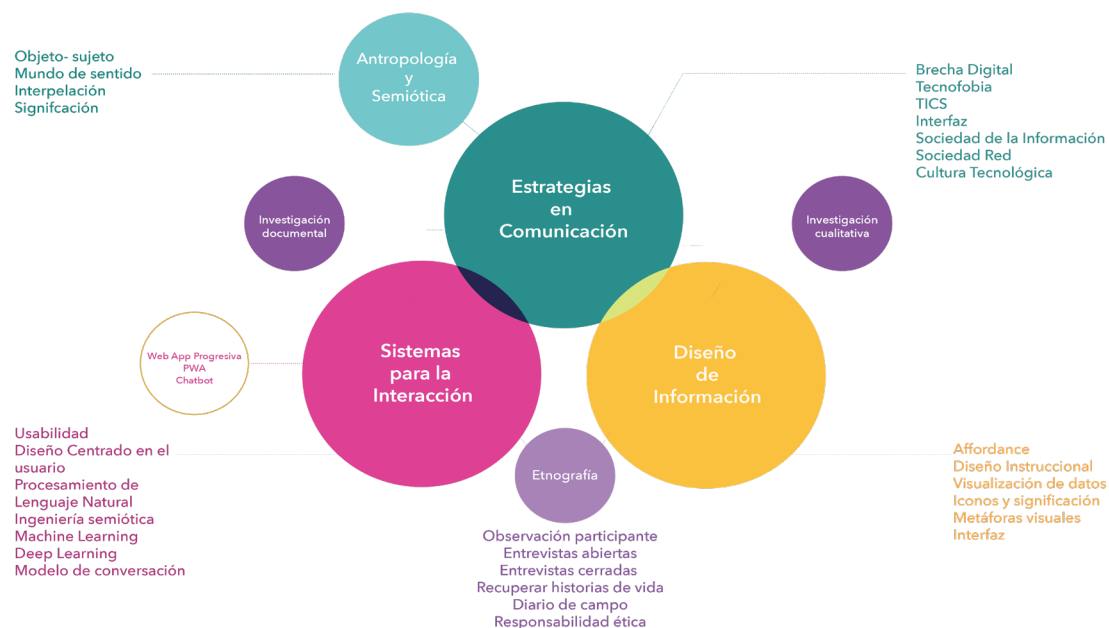 Antropología
y
Semiótica
Objeto- sujeto
Mundo de sentido
Interpelación
Signifcación
Brecha Digital
Tecnofobia
TICS
Interfaz
Sociedad de la Información
Sociedad Red
Cultura Tecnológica
Estrategias
en
Comunicación
Investigación
documental
Investigación
cualitativa
Sistemas
para la
Interacción
Diseño
de
Información
Web App Progresiva
PWA
Chatbot
Usabilidad
Diseño Centrado en el
usuario
Procesamiento de
Lenguaje Natural
Ingeniería semiótica
Machine Learning
Deep Learning
Modelo de conversación
Etnografía
Observación participante
Entrevistas abiertas
Entrevistas cerradas
Recuperar historias de vida
Diario de campo
Responsabilidad ética
Affordance
Diseño Instruccional
Visualización de datos
Iconos y significación
Metáforas visuales
Interfaz